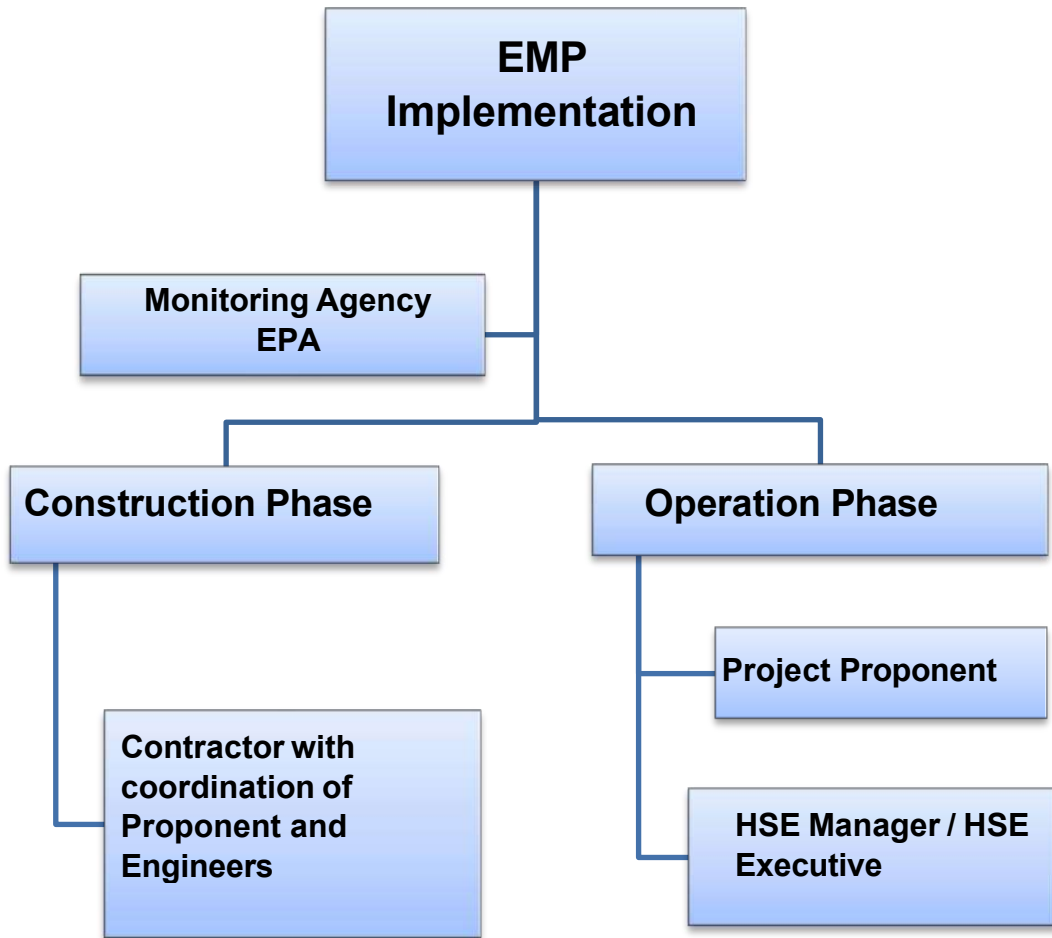 EMP
Implementation
Monitoring Agency
EPA
Construction Phase
Operation Phase
Project Proponent
Contractor with
coordination of
Proponent and
Engineers
HSE Manager / HSE
Executive